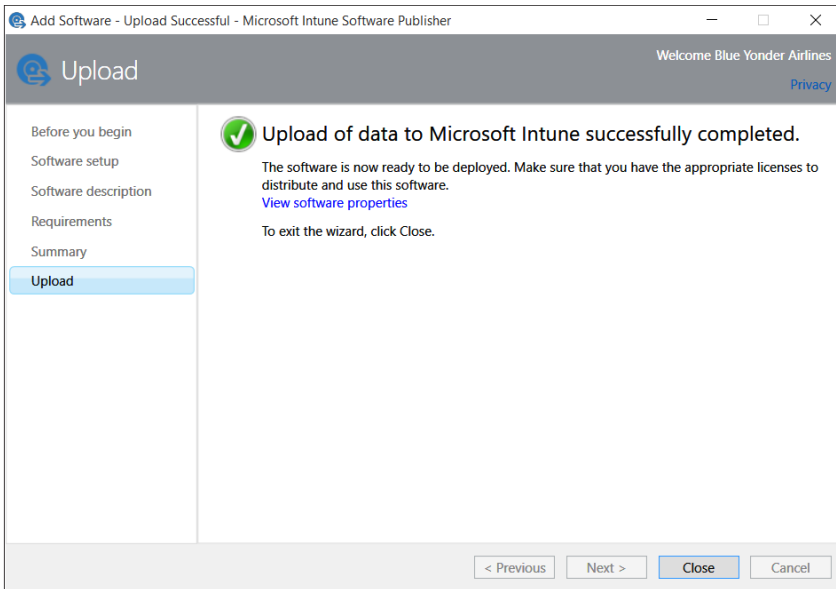 Add Software - Upload Successful - Microsoft Intune Software Publisher
Upload
Welcome Blue Yonder Airlines
Privacy
Before you begin
Software setup
Software description
Requirements
Summary
Upload
Upload of data to Microsoft Intune successfully completed.
The software is now ready to be deployed. Make sure that you have the appropriate licenses to
distribute and use this software.
View software properties
To exit the wizard, click Close.
< Previous
Next >
Close
Cancel